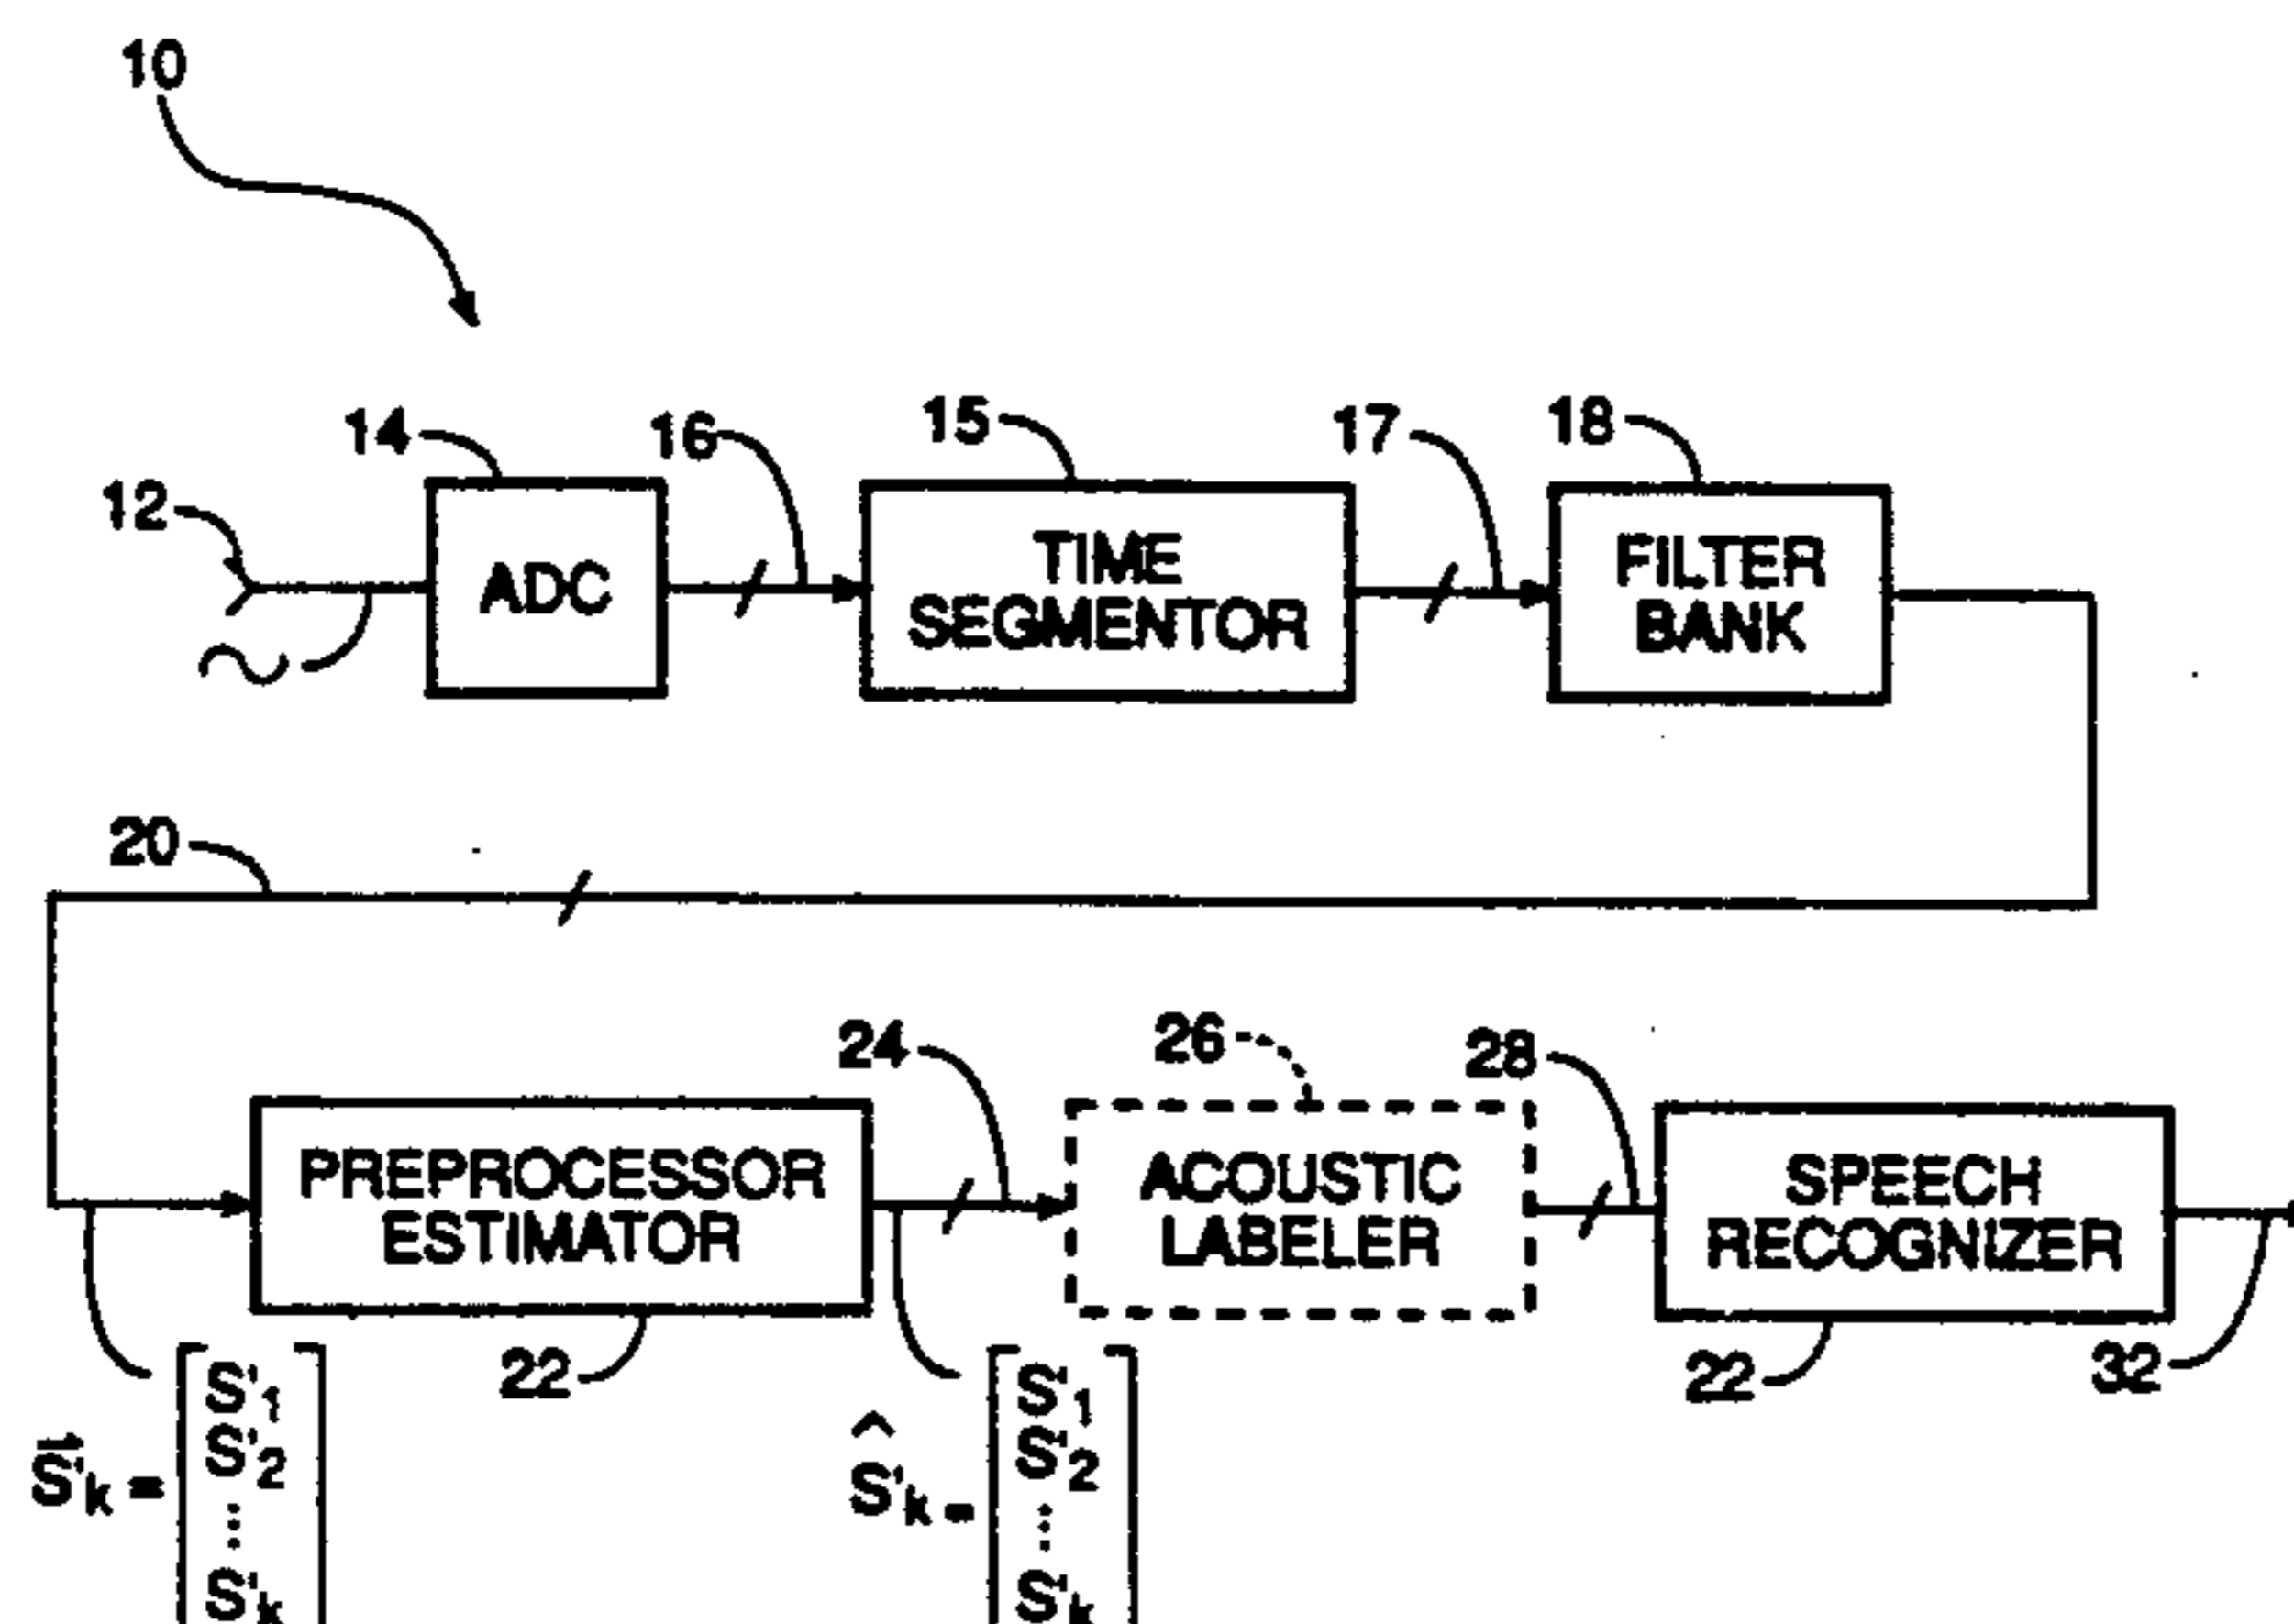 10
14
16
15
17
18
12
ADC
TIME
SEGMENTOR
FILTER
BANK
20
24
26
28
PREPROCESSOR
ESTIMATOR
ACOUSTIC
LABELER
SPEECH
RECOGNIZER
22
22
32
S'k =
S'1
S'2
⋮
S'k
Ŝ'k =
S'1
S'2
⋮
S'k